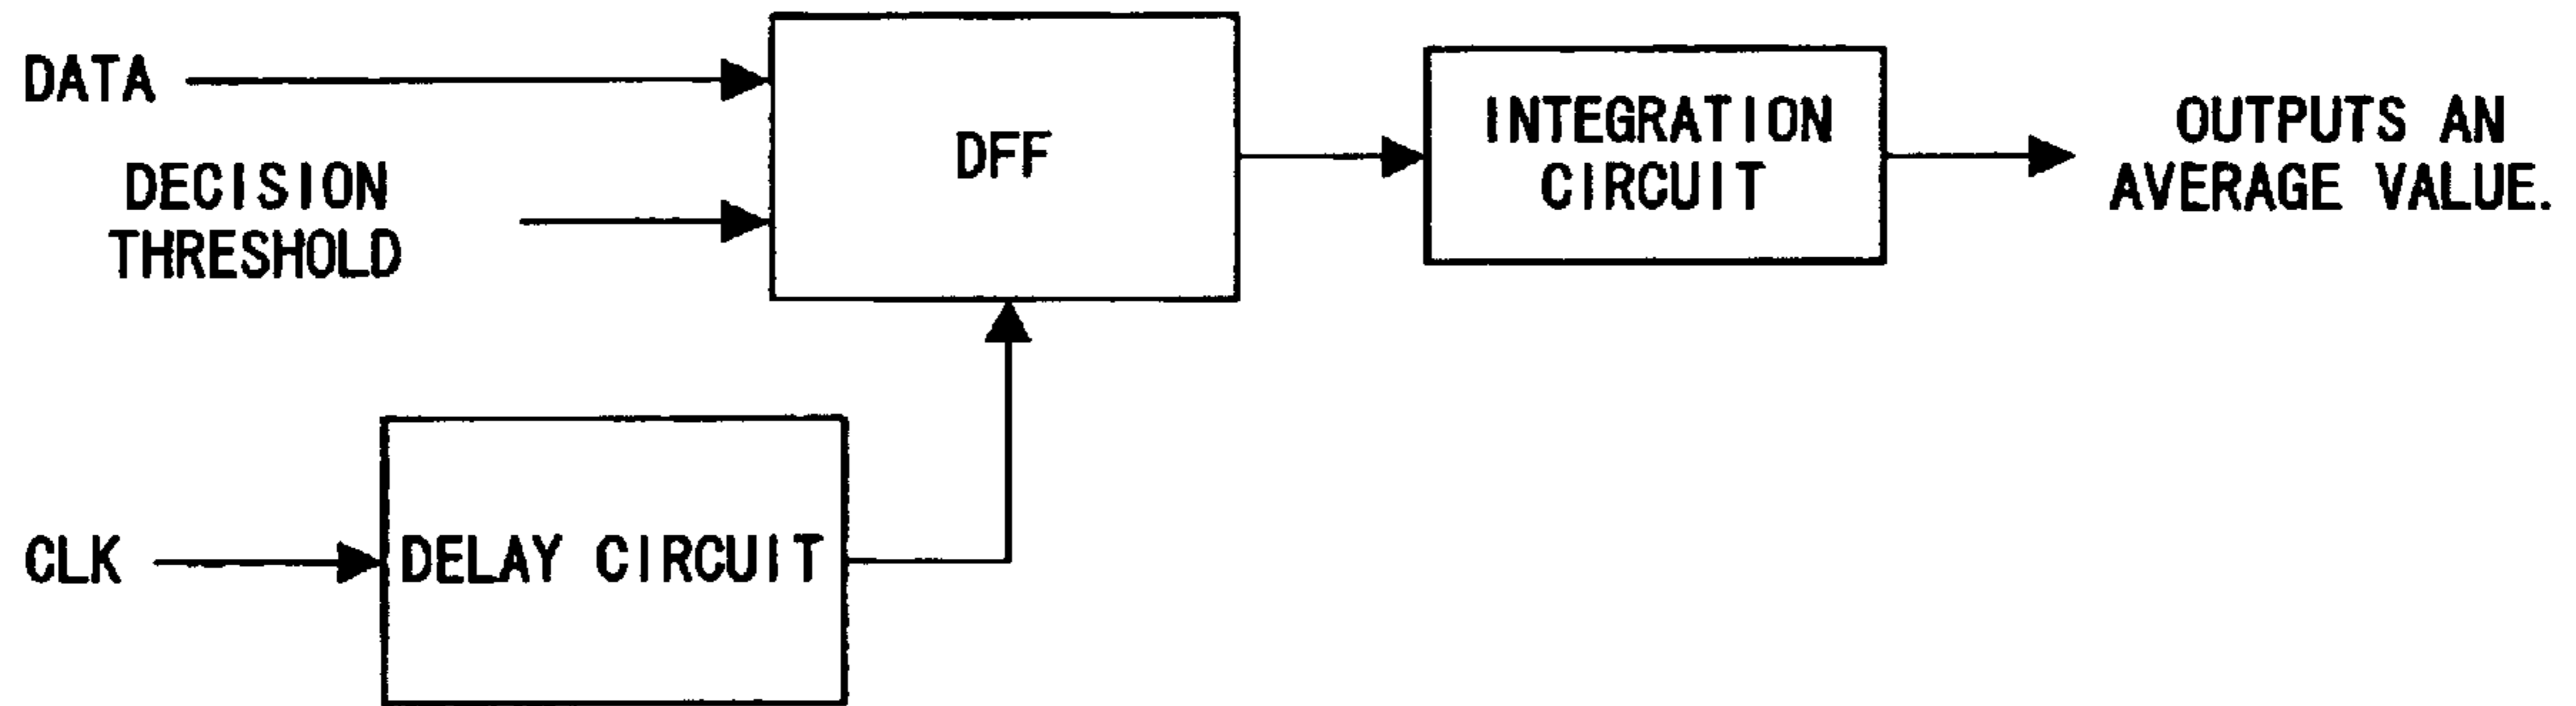 DATA
DECISION
THRESHOLD
DFF
INTEGRATION
CIRCUIT
OUTPUTS AN
AVERAGE VALUE.
CLK
DELAY CIRCUIT